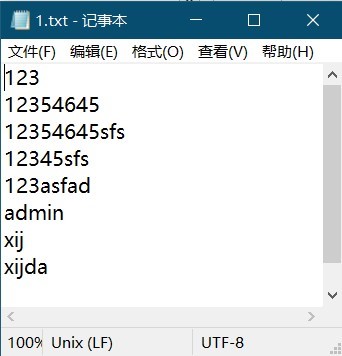 1.txt - 记事本
文件(F) 编辑(E) 格式(O) 查看(V) 帮助(H)
123
12354645
12354645sfs
12345sfs
123asfad
admin
xij
xijda
100% Unix (LF) UTF-8